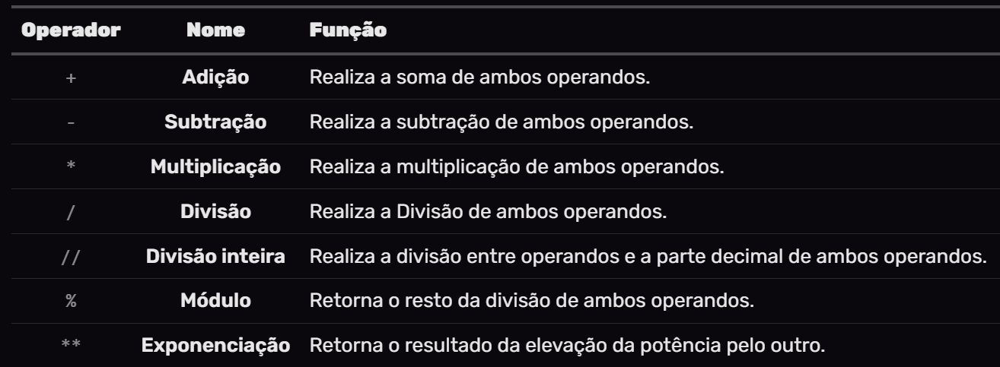 Operador Nome Função
+ Adição Realiza a soma de ambos operandos.
- Subtração Realiza a subtração de ambos operandos.
* Multiplicação Realiza a multiplicação de ambos operandos.
/ Divisão Realiza a Divisão de ambos operandos.
// Divisão inteira Realiza a divisão entre operandos e a parte decimal de ambos operandos.
% Módulo Retorna o resto da divisão de ambos operandos.
** Exponenciação Retorna o resultado da elevação da potência pelo outro.